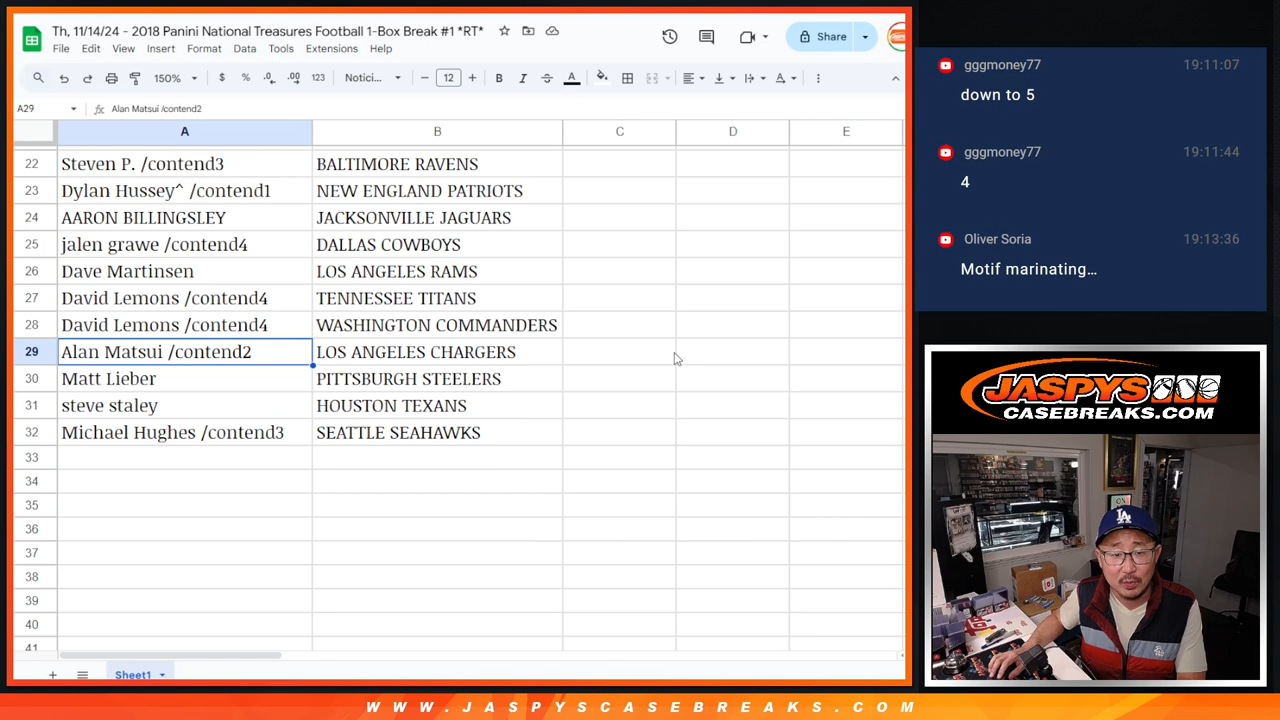 Th, 11/14/24 - 2018 Panini National Treasures Football 1-Box Break #1 *RT*
File Edit View Insert Format Data Tools Extensions Help
Share
150% $ % .0 .00 123 Notici... − 12 + B I A
A29 fx Alan Matsui /contend2
A B C D E
22 Steven P. /contend3 BALTIMORE RAVENS
23 Dylan Hussey^ /contend1 NEW ENGLAND PATRIOTS
24 AARON BILLINGSLEY JACKSONVILLE JAGUARS
25 jalen grawe /contend4 DALLAS COWBOYS
26 Dave Martinsen LOS ANGELES RAMS
27 David Lemons /contend4 TENNESSEE TITANS
28 David Lemons /contend4 WASHINGTON COMMANDERS
29 Alan Matsui /contend2 LOS ANGELES CHARGERS
30 Matt Lieber PITTSBURGH STEELERS
31 steve staley HOUSTON TEXANS
32 Michael Hughes /contend3 SEATTLE SEAHAWKS
33
34
35
36
37
38
39
40
41
+ Sheet1
gggmoney77 19:11:07
down to 5
gggmoney77 19:11:44
4
Oliver Soria 19:13:36
Motif marinating...
JASPYS
CASEBREAKS.COM
LA
WWW.JASPYSCASEBREAKS.COM